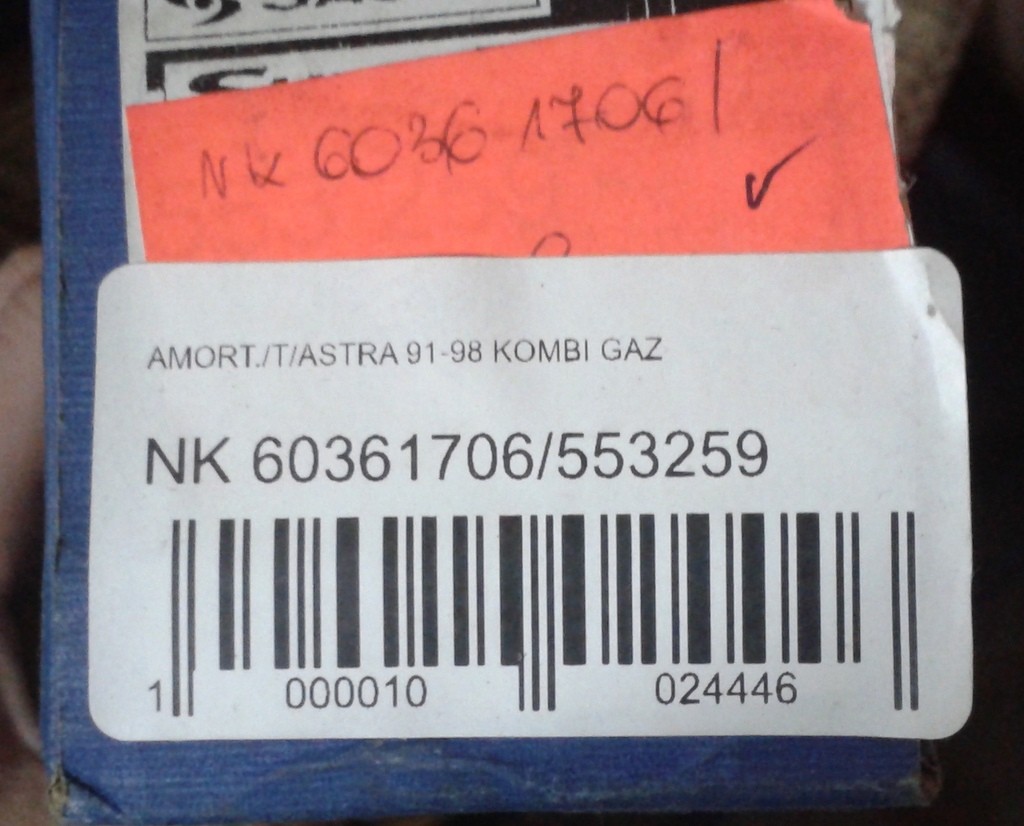 NK 6036 1706/
AMORT./T/ASTRA 91-98 KOMBI GAZ
NK 60361706/553259
1 000010 024446